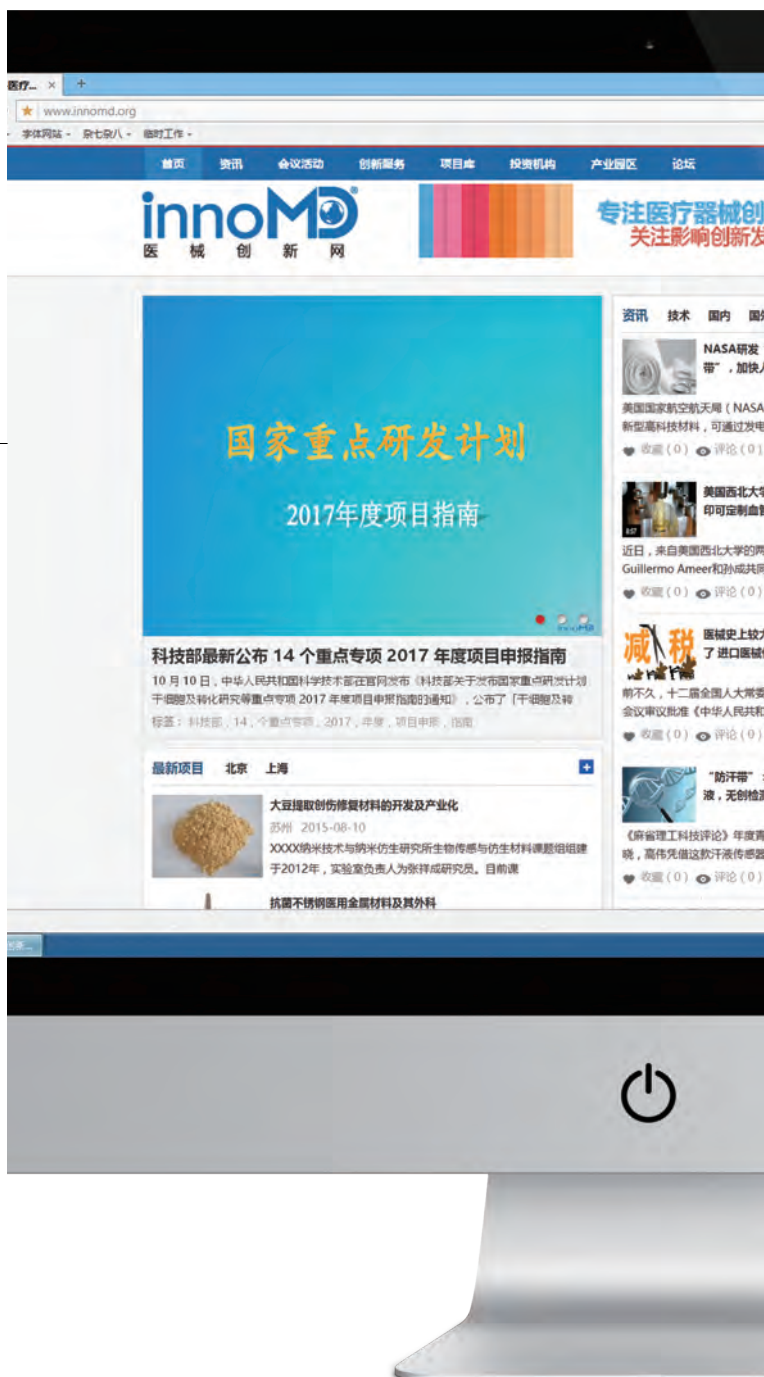 医疗... × +
www.innomd.org
字体网站 杂七杂八 临时工作
首页 资讯 会议活动 创新服务 项目库 投资机构 产业园区 论坛
innoMD®
医械创新网
专注医疗器械创
关注影响创新发
国家重点研发计划
2017年度项目指南
innoMD
科技部最新公布 14 个重点专项 2017 年度项目申报指南
10 月 10 日，中华人民共和国科学技术部在官网发布《科技部关于发布国家重点研发计划
干细胞及转化研究等重点专项 2017 年度项目申报指南的通知》，公布了「干细胞及转
标签： 科技部，14，个重点专项，2017，年度，项目申报，指南
最新项目 北京 上海 +
大豆提取创伤修复材料的开发及产业化
苏州 2015-08-10
XXXX纳米技术与纳米仿生研究所生物传感与仿生材料课题组组建
于2012年，实验室负责人为张祥成研究员。目前课
抗菌不锈钢医用金属材料及其外科
资讯 技术 国内
NASA研发
带”，加快
美国国家航空航天局（NASA
新型高科技材料，可通过发电
收藏(0) 评论(0)
美国西北大学
印可定制血管
近日，来自美国西北大学的两
Guillermo Ameer和孙成共同
收藏(0) 评论(0)
减税
医械史上较大
了 进口医械
前不久，十二届全国人大常委
会议审议批准《中华人民共和
收藏(0) 评论(0)
“防汗带”
液，无创检测
《麻省理工科技评论》年度青
晓，高伟凭借这款汗液传感器
收藏(0) 评论(0)